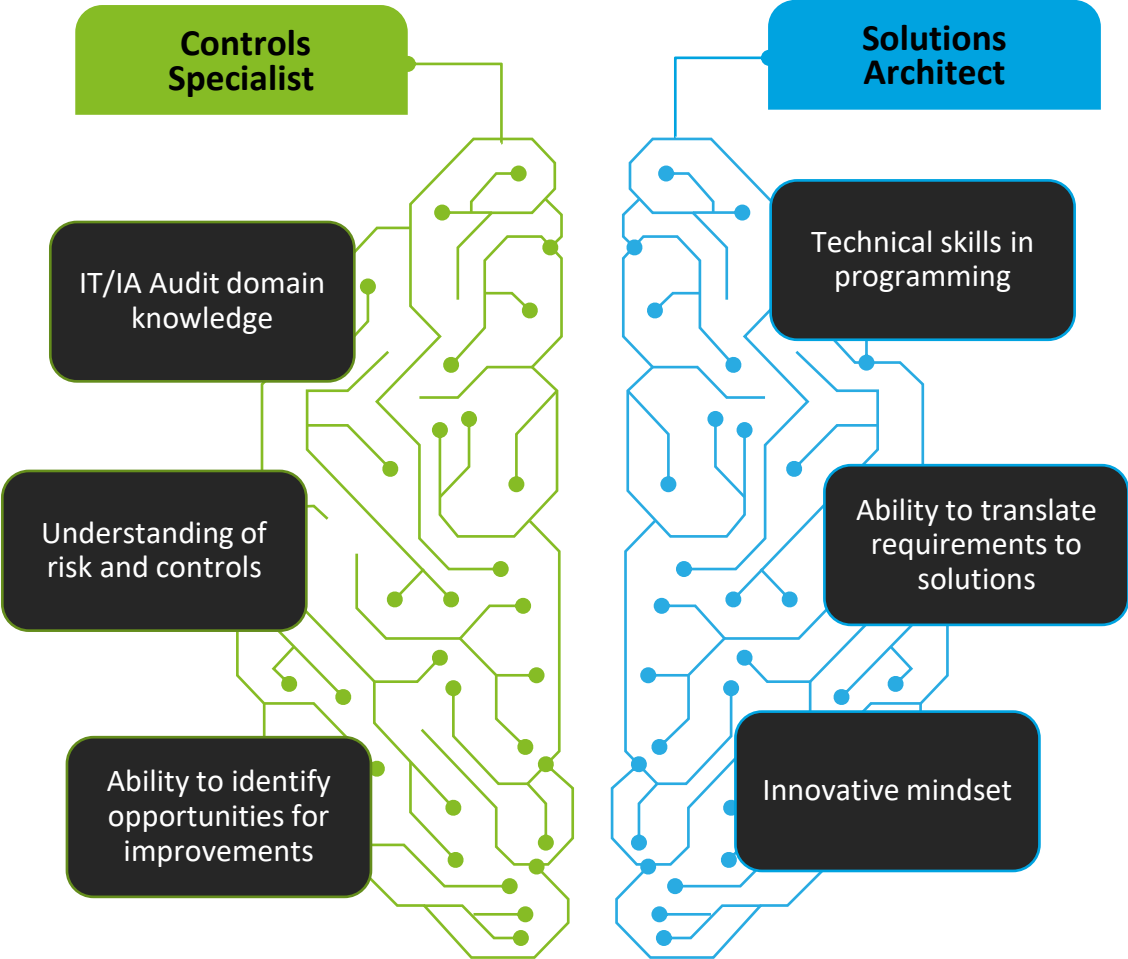 Controls
Specialist
Solutions
Architect
IT/IA Audit domain
knowledge
Technical skills in
programming
Understanding of
risk and controls
Ability to translate
requirements to
solutions
Ability to identify
opportunities for
improvements
Innovative mindset